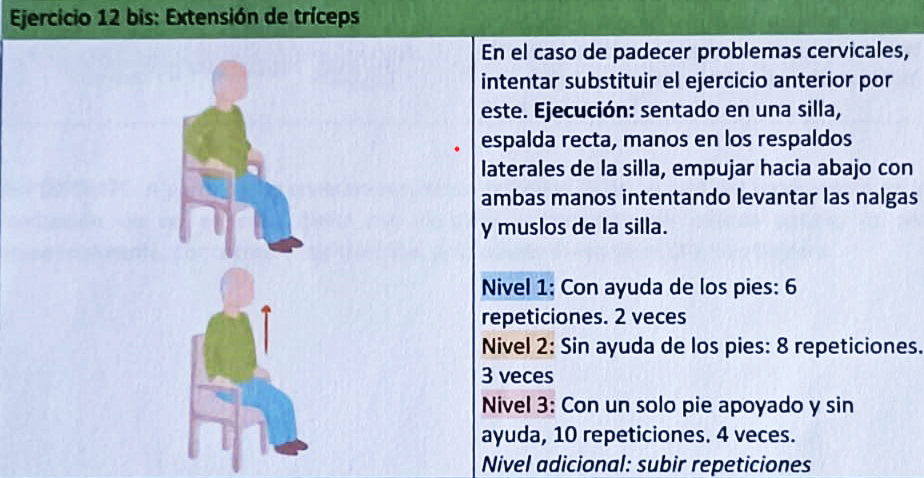 Ejercicio 12 bis: Extensión de tríceps
En el caso de padecer problemas cervicales,
intentar substituir el ejercicio anterior por
este. Ejecución: sentado en una silla,
espalda recta, manos en los respaldos
laterales de la silla, empujar hacia abajo con
ambas manos intentando levantar las nalgas
y muslos de la silla.
Nivel 1: Con ayuda de los pies: 6
repeticiones. 2 veces
Nivel 2: Sin ayuda de los pies: 8 repeticiones.
3 veces
Nivel 3: Con un solo pie apoyado y sin
ayuda, 10 repeticiones. 4 veces.
Nivel adicional: subir repeticiones